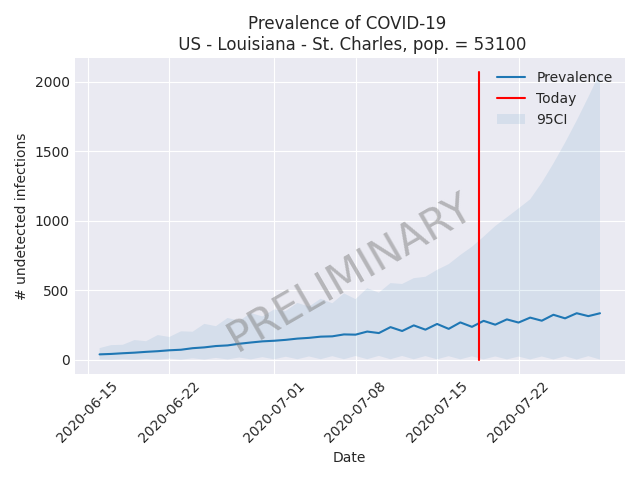 Prevalence of COVID-19
US - Louisiana - St. Charles, pop. = 53100
Prevalence
Today
95CI
2000
1500
1000
500
0
# undetected infections
PRELIMINARY
2020-06-15
2020-06-22
2020-07-01
2020-07-08
2020-07-15
2020-07-22
Date